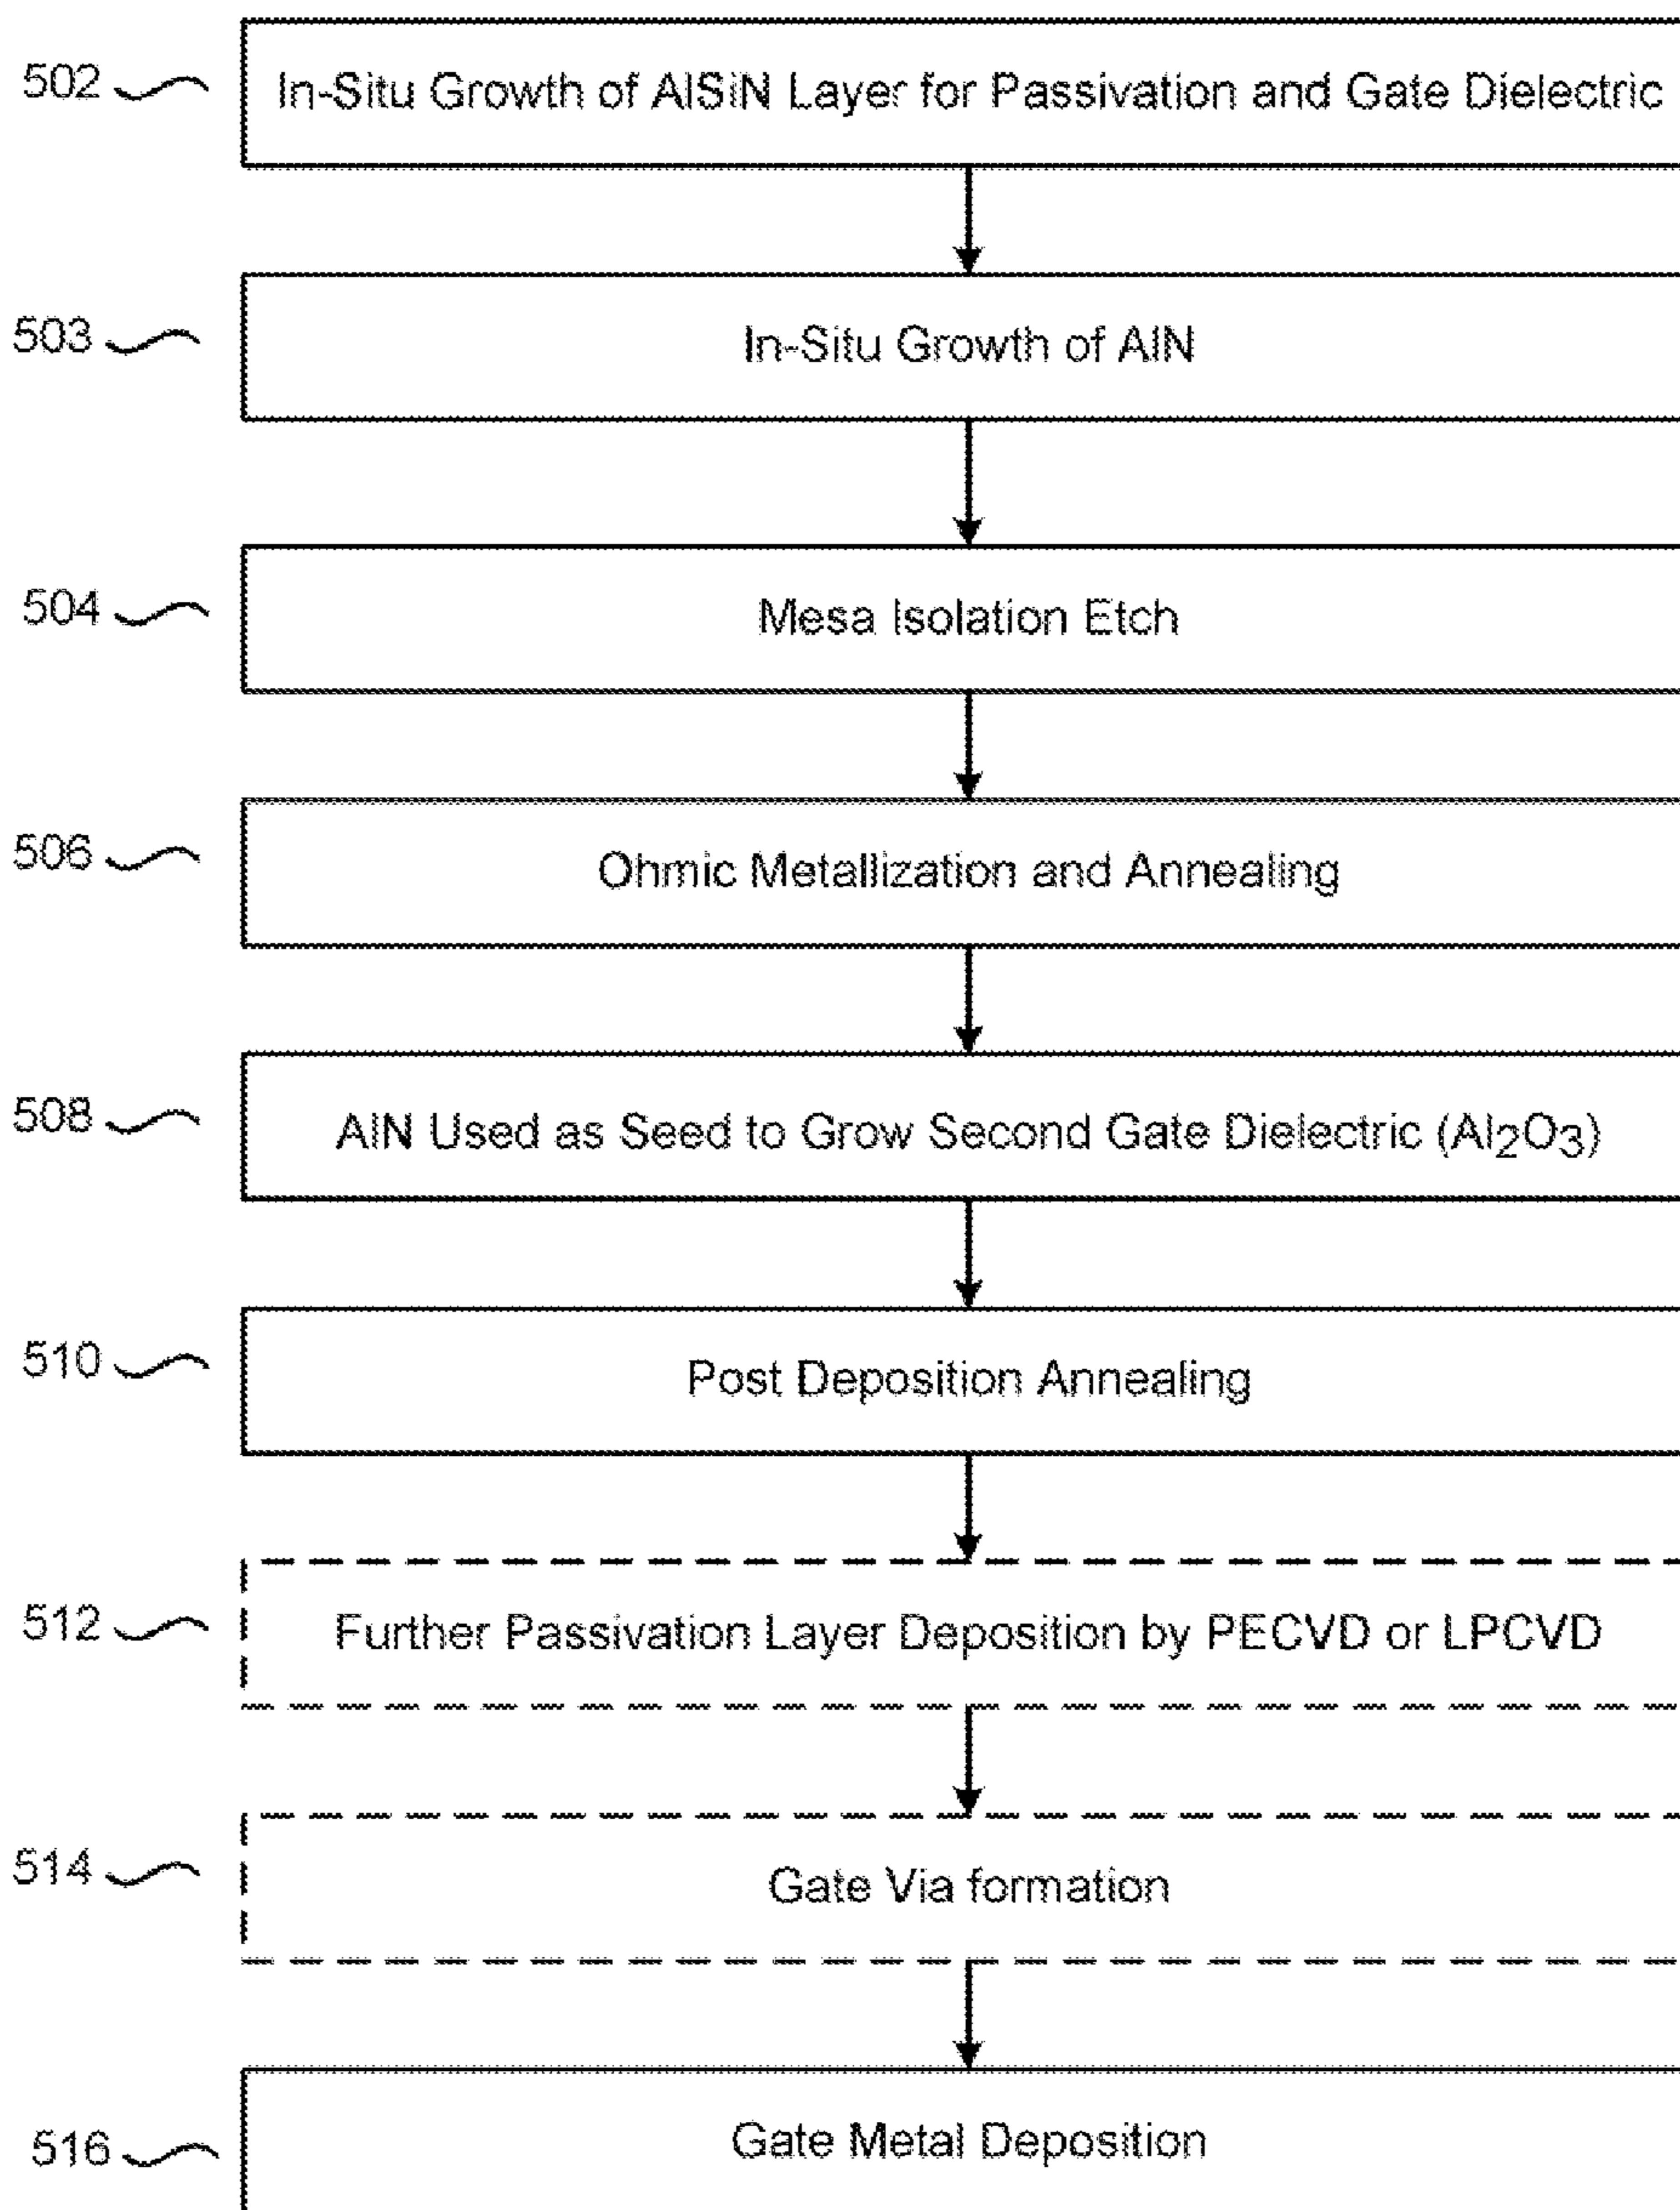 502 In-Situ Growth of AlSiN Layer for Passivation and Gate Dielectric
503 In-Situ Growth of AlN
504 Mesa Isolation Etch
506 Ohmic Metallization and Annealing
508 AlN Used as Seed to Grow Second Gate Dielectric (Al₂O₃)
510 Post Deposition Annealing
512 Further Passivation Layer Deposition by PECVD or LPCVD
514 Gate Via formation
516 Gate Metal Deposition